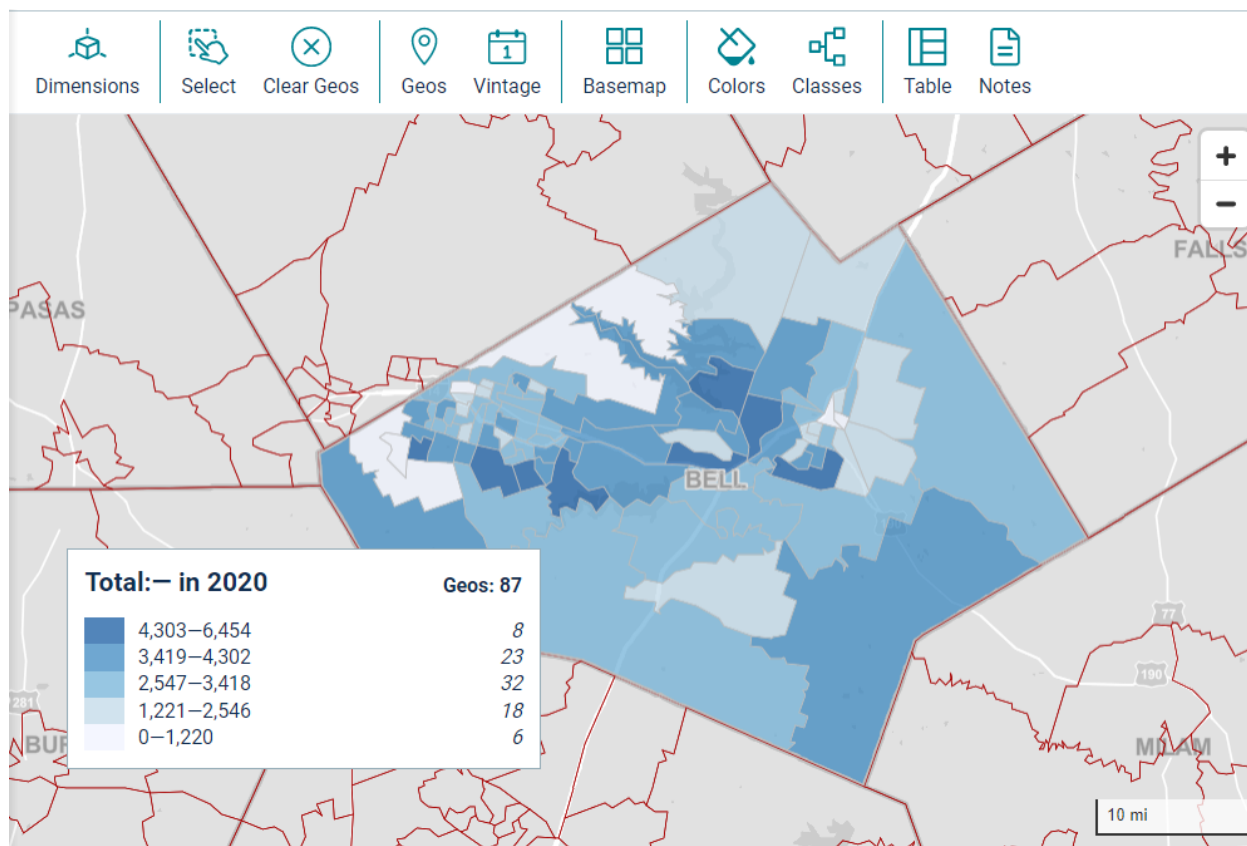 Dimensions Select Clear Geos Geos 1 Vintage Basemap Colors Classes Table Notes
+
−
FALLS
PASAS
BELL
Total:— in 2020 Geos: 87
4,303—6,454 8
3,419—4,302 23
2,547—3,418 32
1,221—2,546 18
0—1,220 6
77
190
281
BUR
MILAM
10 mi